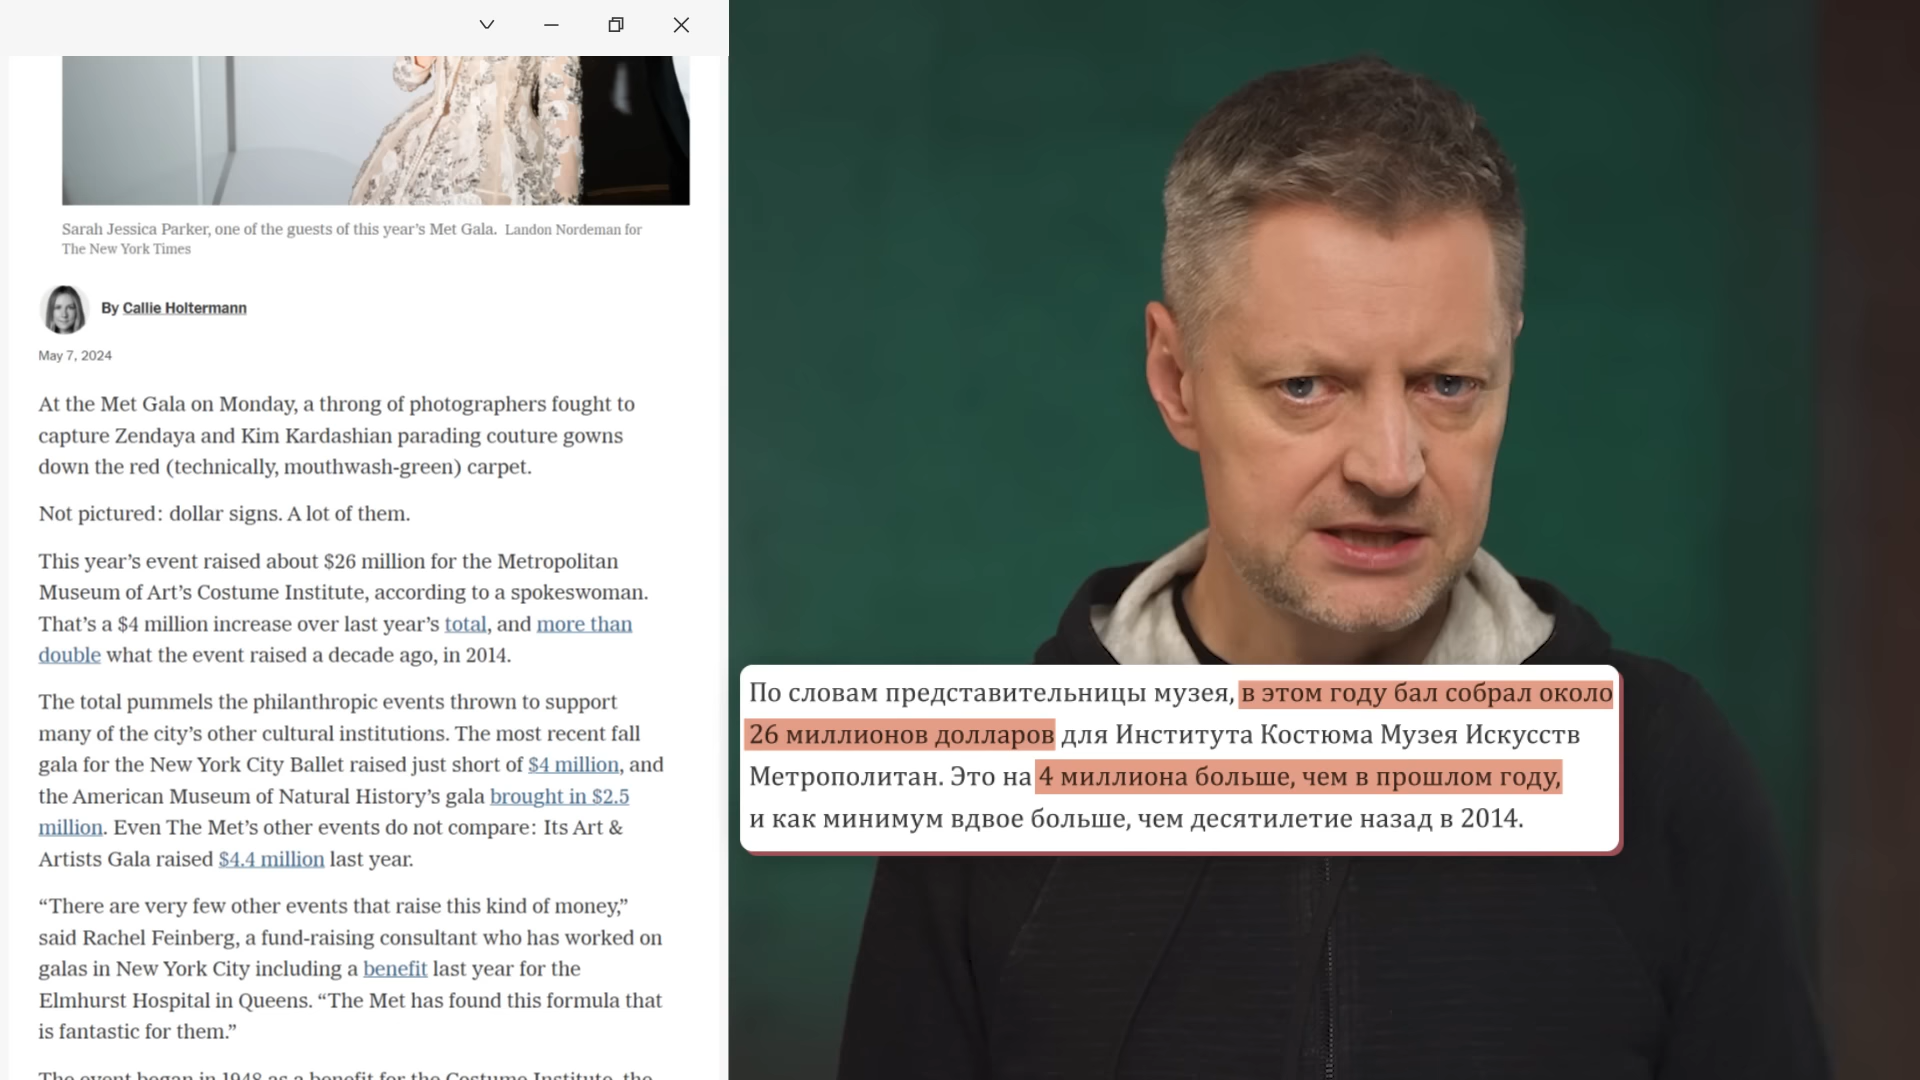 Sarah Jessica Parker, one of the guests of this year’s Met Gala. Landon Nordeman for
The New York Times
By Callie Holtermann
May 7, 2024
At the Met Gala on Monday, a throng of photographers fought to
capture Zendaya and Kim Kardashian parading couture gowns
down the red (technically, mouthwash-green) carpet.
Not pictured: dollar signs. A lot of them.
This year’s event raised about $26 million for the Metropolitan
Museum of Art’s Costume Institute, according to a spokeswoman.
That’s a $4 million increase over last year’s total, and more than
double what the event raised a decade ago, in 2014.
The total pummels the philanthropic events thrown to support
many of the city’s other cultural institutions. The most recent fall
gala for the New York City Ballet raised just short of $4 million, and
the American Museum of Natural History’s gala brought in $2.5
million. Even The Met’s other events do not compare: Its Art &
Artists Gala raised $4.4 million last year.
“There are very few other events that raise this kind of money,”
said Rachel Feinberg, a fund-raising consultant who has worked on
galas in New York City including a benefit last year for the
Elmhurst Hospital in Queens. “The Met has found this formula that
is fantastic for them.”
The event began in 1948 as a benefit for the Costume Institute, the
По словам представительницы музея, в этом году бал собрал около
26 миллионов долларов для Института Костюма Музея Искусств
Метрополитан. Это на 4 миллиона больше, чем в прошлом году,
и как минимум вдвое больше, чем десятилетие назад в 2014.